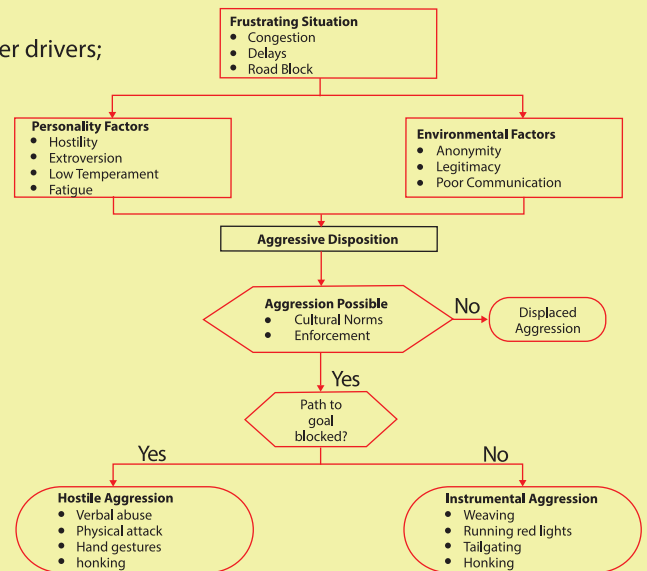 er drivers;
Frustrating Situation
• Congestion
• Delays
• Road Block
Personality Factors
• Hostility
• Extroversion
• Low Temperament
• Fatigue
Environmental Factors
• Anonymity
• Legitimacy
• Poor Communication
Aggressive Disposition
Aggression Possible
• Cultural Norms
• Enforcement
No
Displaced
Aggression
Yes
Path to
goal
blocked?
Yes
No
Hostile Aggression
• Verbal abuse
• Physical attack
• Hand gestures
• honking
Instrumental Aggression
• Weaving
• Running red lights
• Tailgating
• Honking